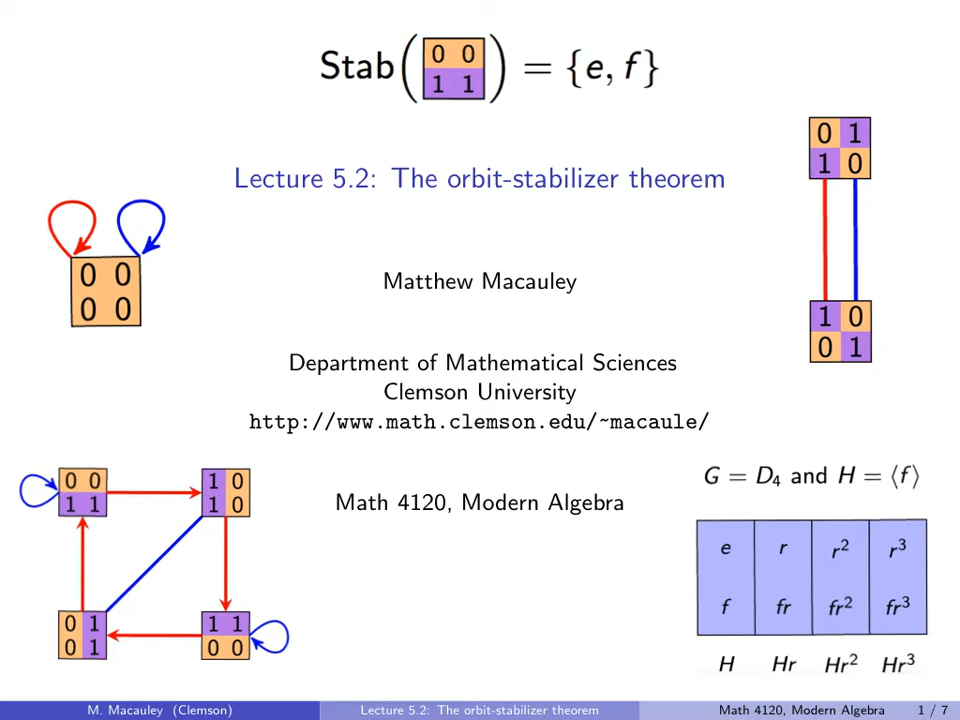 Stab( 0 0 ) = {e, f}
1 1
0 1
1 0
Lecture 5.2: The orbit-stabilizer theorem
0 0
0 0
Matthew Macauley
1 0
0 1
Department of Mathematical Sciences
Clemson University
http://www.math.clemson.edu/~macaule/
0 0
1 1
1 0
1 0
G = D₄ and H = ⟨f⟩
Math 4120, Modern Algebra
e r r² r³
f fr fr² fr³
0 1
0 1
1 1
0 0
H Hr Hr² Hr³
M. Macauley (Clemson) Lecture 5.2: The orbit-stabilizer theorem Math 4120, Modern Algebra 1 / 7